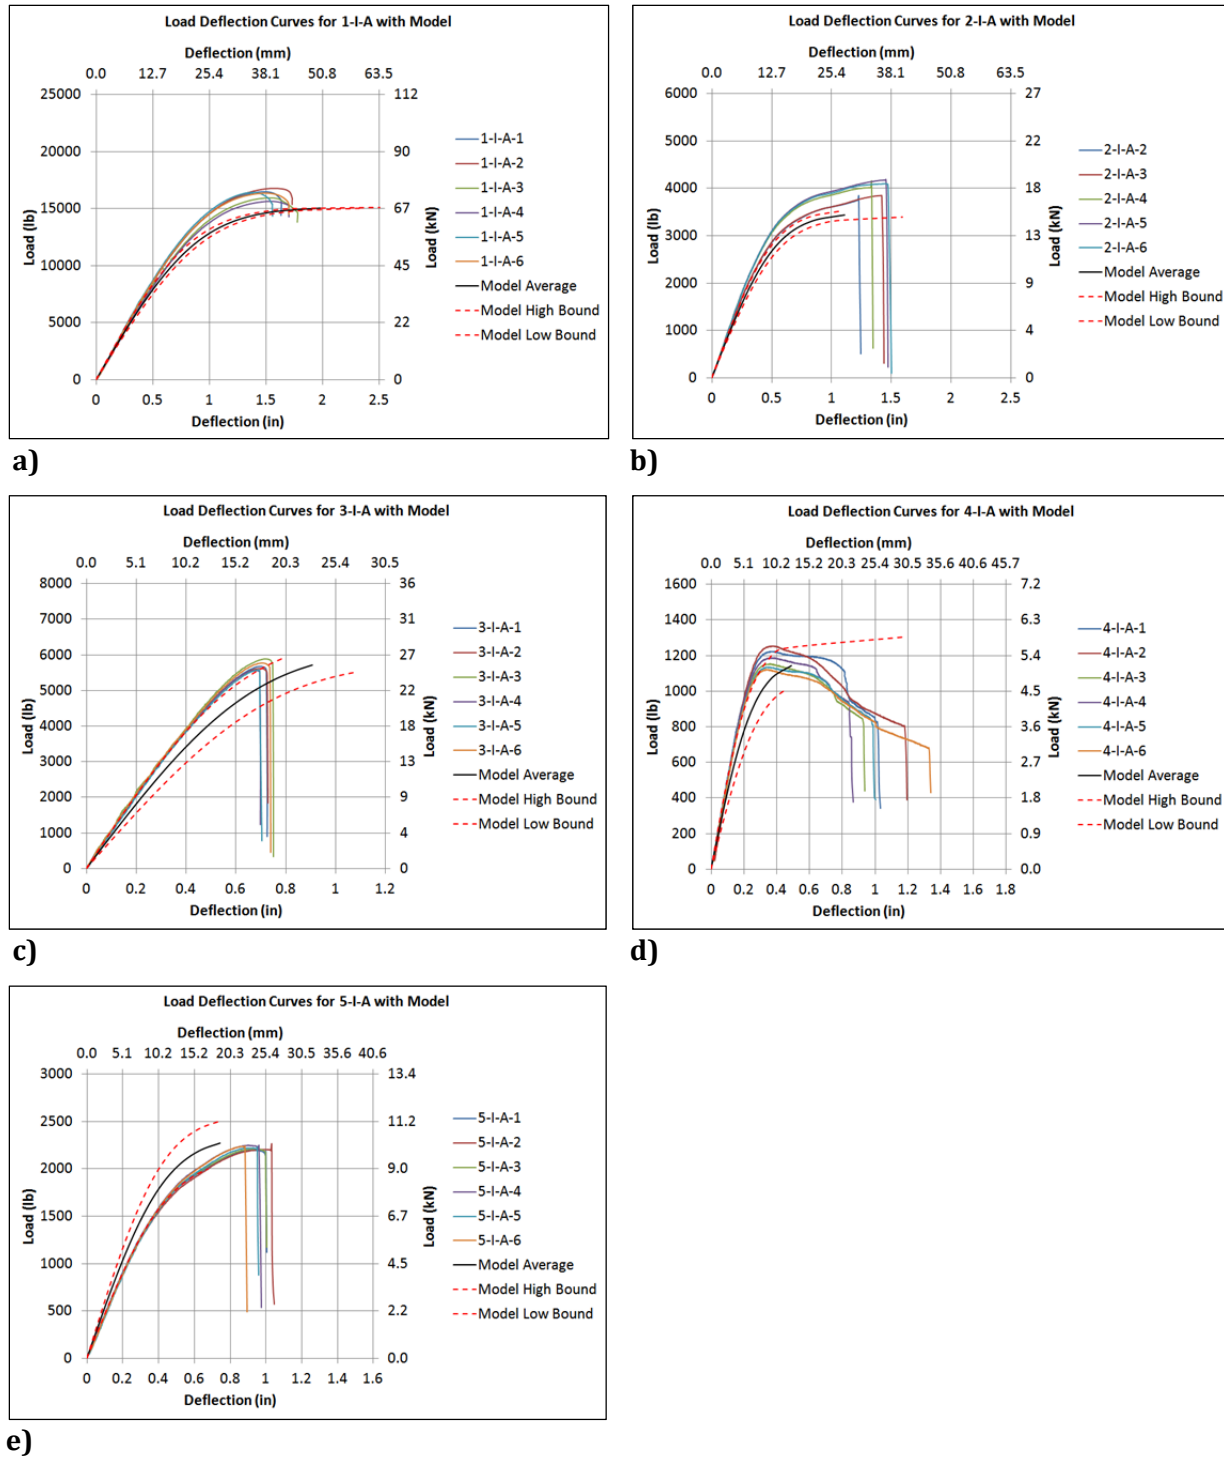 Load Deflection Curves for 1-I-A with Model
Deflection (mm)
0.0 12.7 25.4 38.1 50.8 63.5
25000 112
20000 90
15000 67
10000 45
5000 22
0 0
Load (lb)
Load (kN)
0 0.5 1 1.5 2 2.5
Deflection (in)
1-I-A-1
1-I-A-2
1-I-A-3
1-I-A-4
1-I-A-5
1-I-A-6
Model Average
Model High Bound
Model Low Bound
a)
Load Deflection Curves for 2-I-A with Model
Deflection (mm)
0.0 12.7 25.4 38.1 50.8 63.5
6000 27
5000 22
4000 18
3000 13
2000 9
1000 4
0 0
Load (lb)
Load (kN)
0 0.5 1 1.5 2 2.5
Deflection (in)
2-I-A-2
2-I-A-3
2-I-A-4
2-I-A-5
2-I-A-6
Model Average
Model High Bound
Model Low Bound
b)
Load Deflection Curves for 3-I-A with Model
Deflection (mm)
0.0 5.1 10.2 15.2 20.3 25.4 30.5
8000 36
7000 31
6000 27
5000 22
4000 18
3000 13
2000 9
1000 4
0 0
Load (lb)
Load (kN)
0 0.2 0.4 0.6 0.8 1 1.2
Deflection (in)
3-I-A-1
3-I-A-2
3-I-A-3
3-I-A-4
3-I-A-5
3-I-A-6
Model Average
Model High Bound
Model Low Bound
c)
Load Deflection Curves for 4-I-A with Model
Deflection (mm)
0.0 5.1 10.2 15.2 20.3 25.4 30.5 35.6 40.6 45.7
1600 7.2
1400 6.3
1200 5.4
1000 4.5
800 3.6
600 2.7
400 1.8
200 0.9
0 0.0
Load (lb)
Load (kN)
0 0.2 0.4 0.6 0.8 1 1.2 1.4 1.6 1.8
Deflection (in)
4-I-A-1
4-I-A-2
4-I-A-3
4-I-A-4
4-I-A-5
4-I-A-6
Model Average
Model High Bound
Model Low Bound
d)
Load Deflection Curves for 5-I-A with Model
Deflection (mm)
0.0 5.1 10.2 15.2 20.3 25.4 30.5 35.6 40.6
3000 13.4
2500 11.2
2000 9.0
1500 6.7
1000 4.5
500 2.2
0 0.0
Load (lb)
Load (kN)
0 0.2 0.4 0.6 0.8 1 1.2 1.4 1.6
Deflection (in)
5-I-A-1
5-I-A-2
5-I-A-3
5-I-A-4
5-I-A-5
5-I-A-6
Model Average
Model High Bound
Model Low Bound
e)